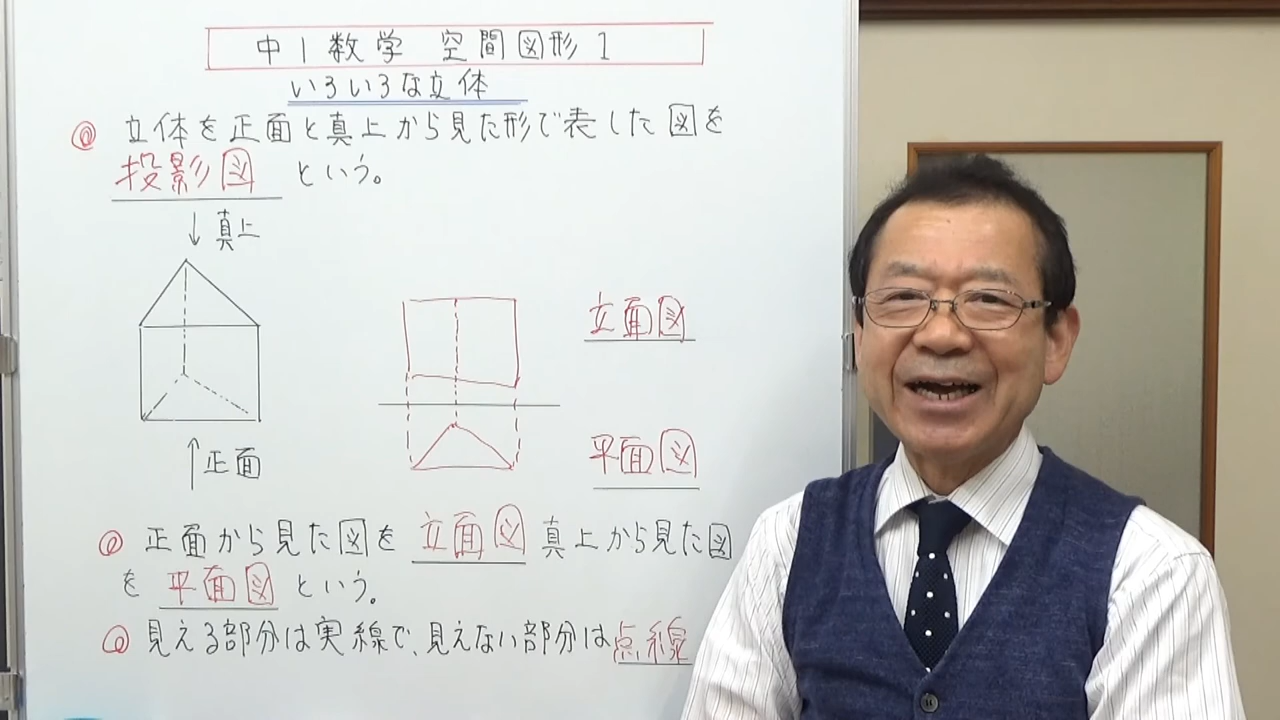 中1数学 空間図形1
いろいろな立体
◎ 立体を正面と真上から見た形で表した図を
投影図 という。
↓真上
立面図
平面図
↑正面
◎ 正面から見た図を 立面図 真上から見た図
を 平面図 という。
◎ 見える部分は実線で、見えない部分は点線